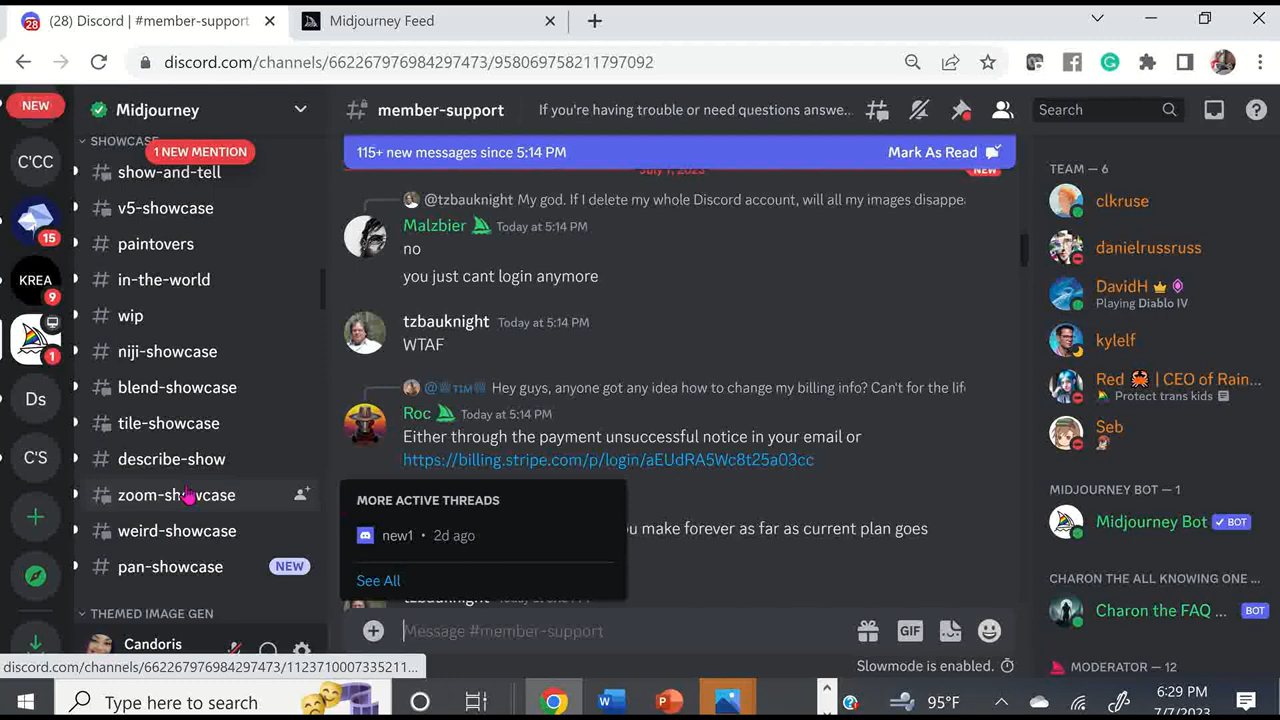 (28) Discord | #member-support
Midjourney Feed
discord.com/channels/662267976984297473/958069758211797092
NEW
Midjourney
member-support
If you're having trouble or need questions answe...
Search
C'CC
SHOWCASE
1 NEW MENTION
show-and-tell
v5-showcase
paintovers
in-the-world
wip
niji-showcase
blend-showcase
tile-showcase
describe-show
zoom-showcase
weird-showcase
pan-showcase
NEW
THEMED IMAGE GEN
Candoris
15
KREA
9
1
Ds
C'S
115+ new messages since 5:14 PM
Mark As Read
July 7, 2023
NEW
@tzbauknight My god. If I delete my whole Discord account, will all my images disappe
Malzbier Today at 5:14 PM
no
you just cant login anymore
tzbauknight Today at 5:14 PM
WTAF
TIM Hey guys, anyone got any idea how to change my billing info? Can't for the lif
Roc Today at 5:14 PM
Either through the payment unsuccessful notice in your email or
https://billing.stripe.com/p/login/aEUdRA5Wc8t25a03cc
MORE ACTIVE THREADS
new1 • 2d ago
See All
u make forever as far as current plan goes
tzbauknight
Message #member-support
GIF
Slowmode is enabled.
TEAM — 6
clkruse
danielrussruss
DavidH
Playing Diablo IV
kylelf
Red 🦀 | CEO of Rain...
Protect trans kids
Seb
MIDJOURNEY BOT — 1
Midjourney Bot ✓ BOT
CHARON THE ALL KNOWING ONE ...
Charon the FAQ ... BOT
MODERATOR — 12
discord.com/channels/662267976984297473/1123710007335211...
Type here to search
95°F
6:29 PM
7/7/2023